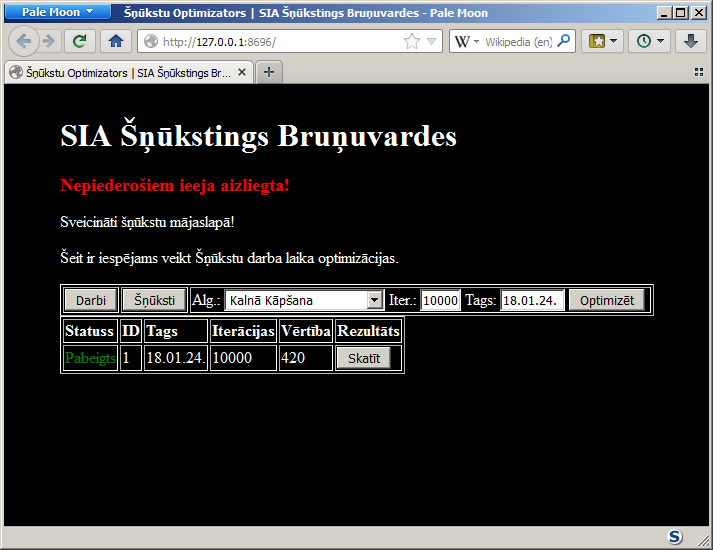 Pale Moon
Šņūkstu Optimizators | SIA Šņūkstings Bruņuvardes - Pale Moon
http://127.0.0.1:8696/
W
Wikipedia (en)
Šņūkstu Optimizators | SIA Šņūkstings Br...
SIA Šņūkstings Bruņuvardes
Nepiederošiem ieeja aizliegta!
Sveicināti šņūkstu mājaslapā!
Šeit ir iespējams veikt Šņūkstu darba laika optimizācijas.
Darbi Šņūksti Alg.: Kalnā Kāpšana Iter.: 10000 Tags: 18.01.24. Optimizēt
Statuss ID Tags Iterācijas Vērtība Rezultāts
Pabeigts 1 18.01.24. 10000 420 Skatīt
S